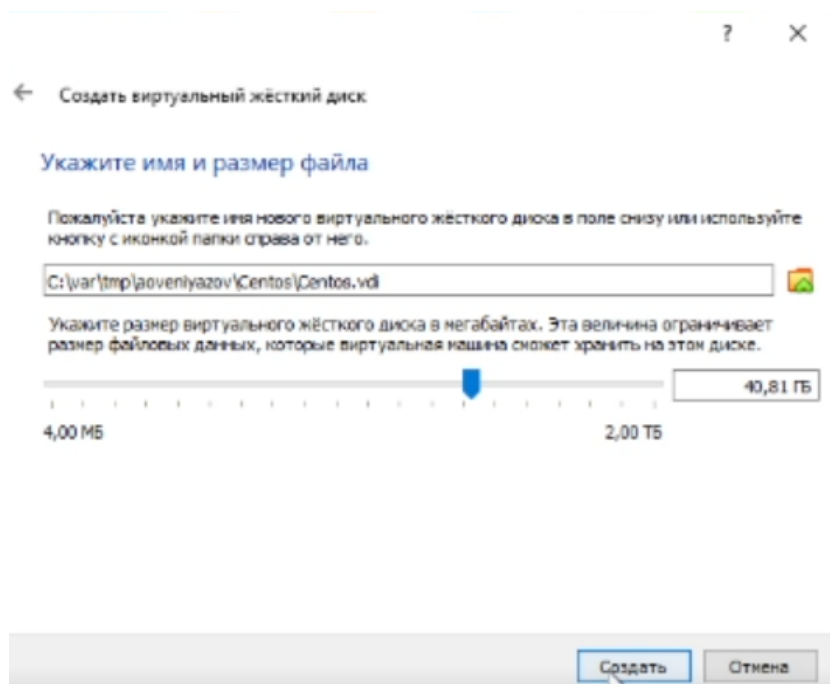 ?
Создать виртуальный жёсткий диск
Укажите имя и размер файла
Пожалуйста укажите имя нового виртуального жёсткого диска в поле снизу или используйте
кнопку с иконкой папки справа от него.
C:\var\tmp\aoveniyazov\Centos\Centos.vdi
Укажите размер виртуального жёсткого диска в мегабайтах. Эта величина ограничивает
размер файловых данных, которые виртуальная машина сможет хранить на этом диске.
40,81 ГБ
4,00 МБ 2,00 ТБ
Создать Отмена